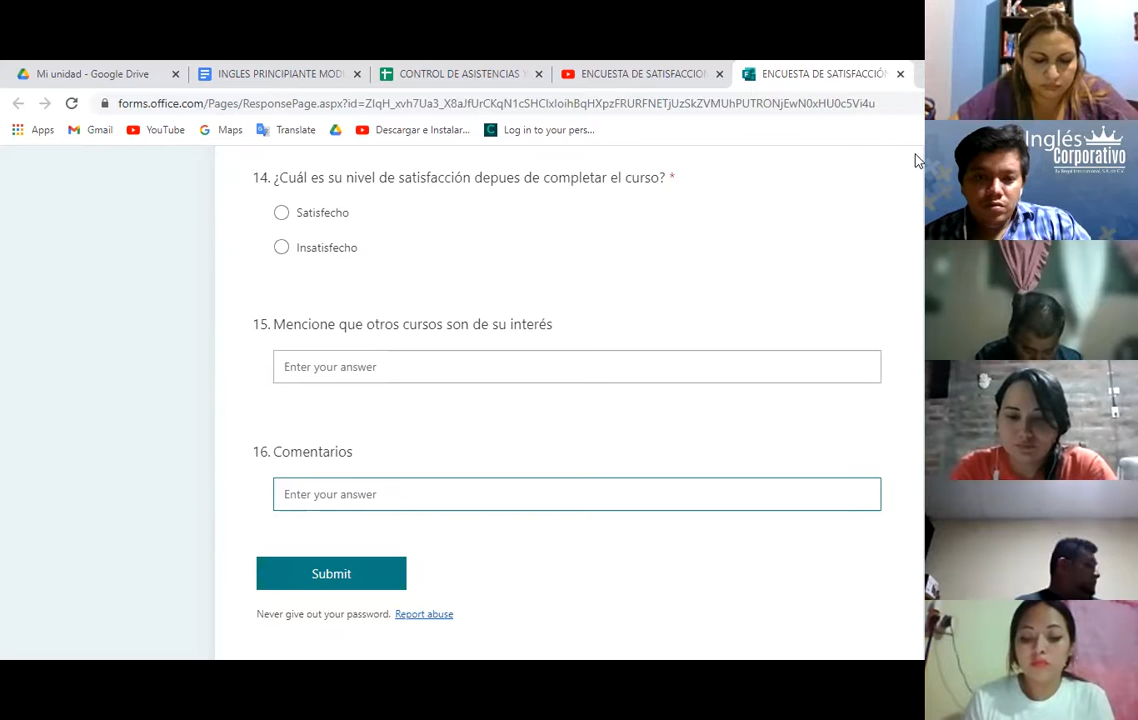 Mi unidad - Google Drive
INGLES PRINCIPIANTE MODU
CONTROL DE ASISTENCIAS Y
ENCUESTA DE SATISFACCION
ENCUESTA DE SATISFACCIÓN
forms.office.com/Pages/ResponsePage.aspx?id=ZIqH_xvh7Ua3_X8aJfUrCKqN1cSHClxIoihBqHXpzFRURFNETjUzSkZVMUhPUTRONjEwN0xHU0c5Vi4u
Apps
Gmail
YouTube
Maps
Translate
Descargar e Instalar...
Log in to your pers...
14. ¿Cuál es su nivel de satisfacción depues de completar el curso? *
Satisfecho
Insatisfecho
15. Mencione que otros cursos son de su interés
Enter your answer
16. Comentarios
Enter your answer
Submit
Never give out your password. Report abuse
Inglés
Corporativo